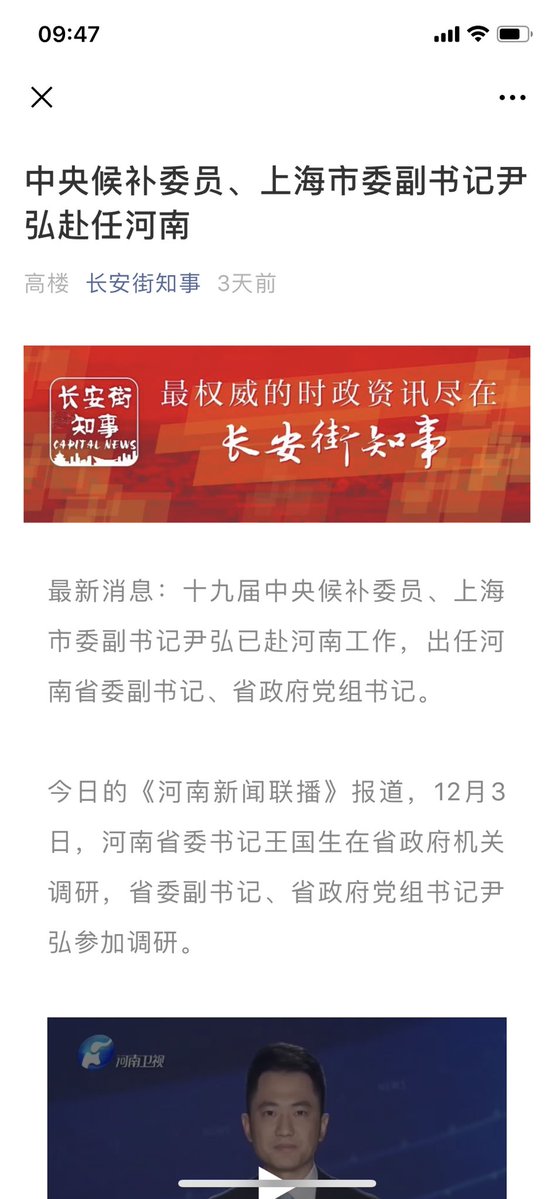 09:47
中央候补委员、上海市委副书记尹
弘赴任河南
高楼 长安街知事 3天前
长安街
知事
CAPITAL NEWS
最权威的时政资讯尽在
长安街知事
最新消息：十九届中央候补委员、上海
市委副书记尹弘已赴河南工作，出任河
南省委副书记、省政府党组书记。
今日的《河南新闻联播》报道，12月3
日，河南省委书记王国生在省政府机关
调研，省委副书记、省政府党组书记尹
弘参加调研。
河南卫视